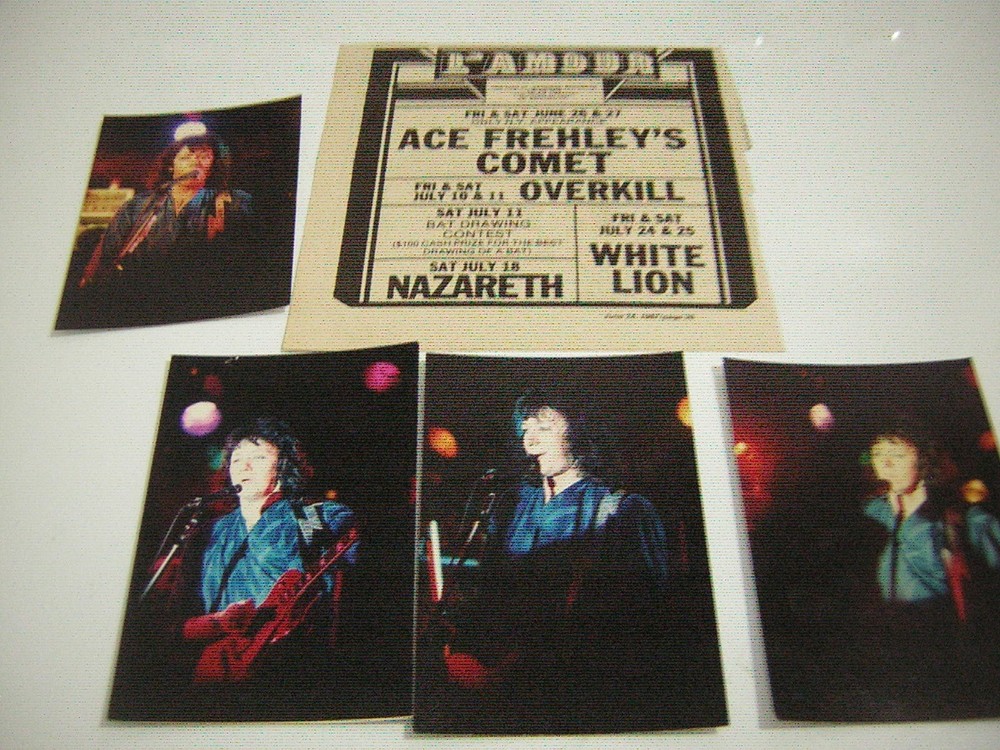 L'AMOUR
FRI & SAT JUNE 26 & 27
ONLY N.Y. APPEARANCE
ACE FREHLEY'S
COMET
FRI & SAT
JULY 10 & 11 OVERKILL
SAT JULY 11
BAT DRAWING
CONTEST
($100 CASH PRIZE FOR THE BEST
DRAWING OF A BAT)
SAT JULY 18
NAZARETH
FRI & SAT
JULY 24 & 25
WHITE
LION